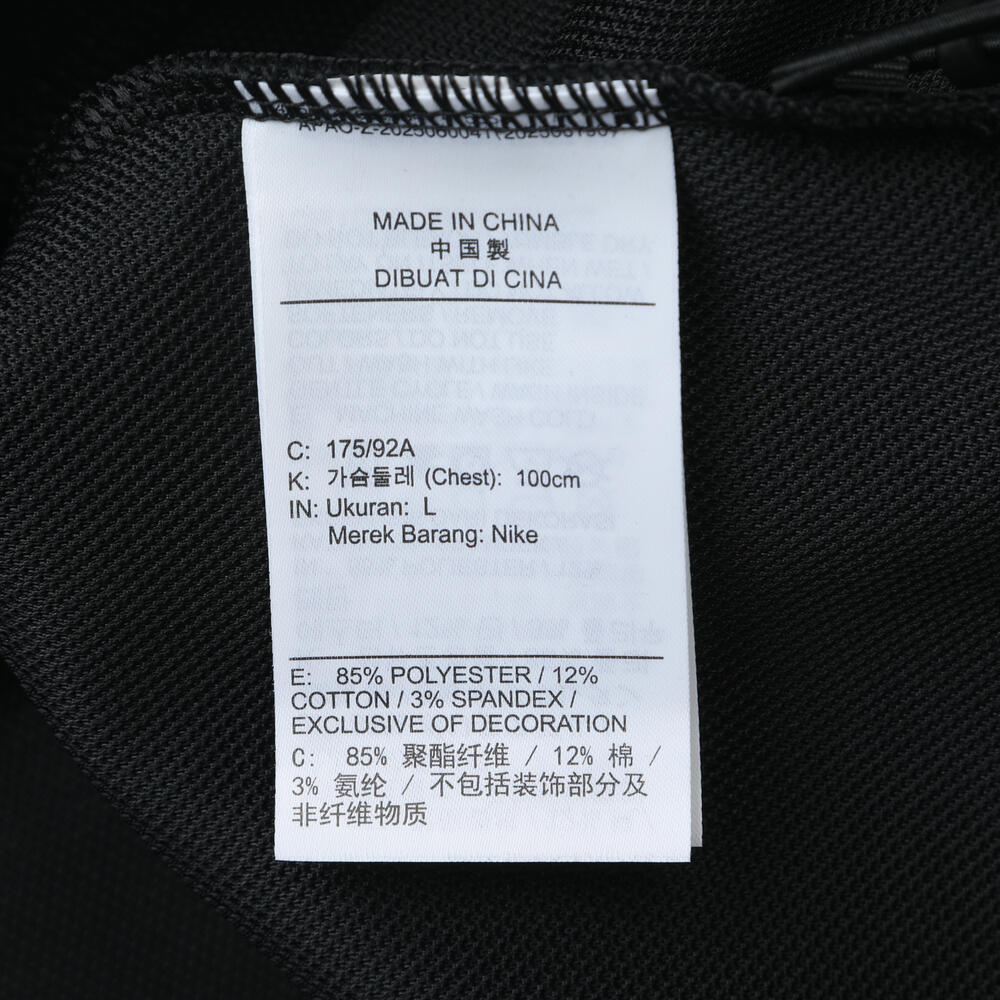 MADE IN CHINA
中国製
DIBUAT DI CINA
C: 175/92A
K: 가슴둘레 (Chest): 100cm
IN: Ukuran: L
Merek Barang: Nike
E: 85% POLYESTER / 12%
COTTON / 3% SPANDEX /
EXCLUSIVE OF DECORATION
C: 85% 聚酯纤维 / 12% 棉 /
3% 氨纶 / 不包括装饰部分及
非纤维物质